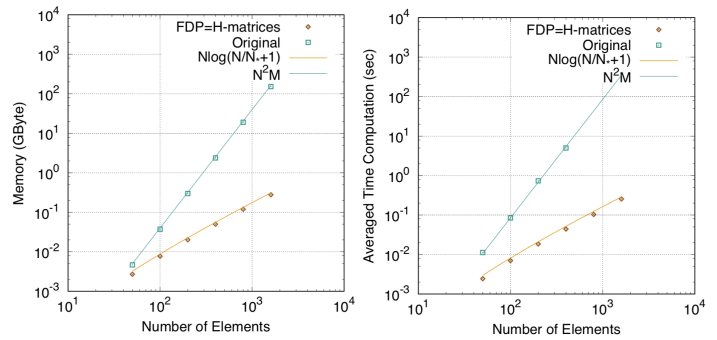 FDP=H-matrices
Original
Nlog(N/N*+1)
N²M
10⁴
10³
10²
10¹
10⁰
10⁻¹
10⁻²
10⁻³
Memory (GByte)
10¹ 10² 10³ 10⁴
Number of Elements
FDP=H-matrices
Original
Nlog(N/N*+1)
N²M
10⁴
10³
10²
10¹
10⁰
10⁻¹
10⁻²
10⁻³
Averaged Time Computation (sec)
10¹ 10² 10³ 10⁴
Number of Elements